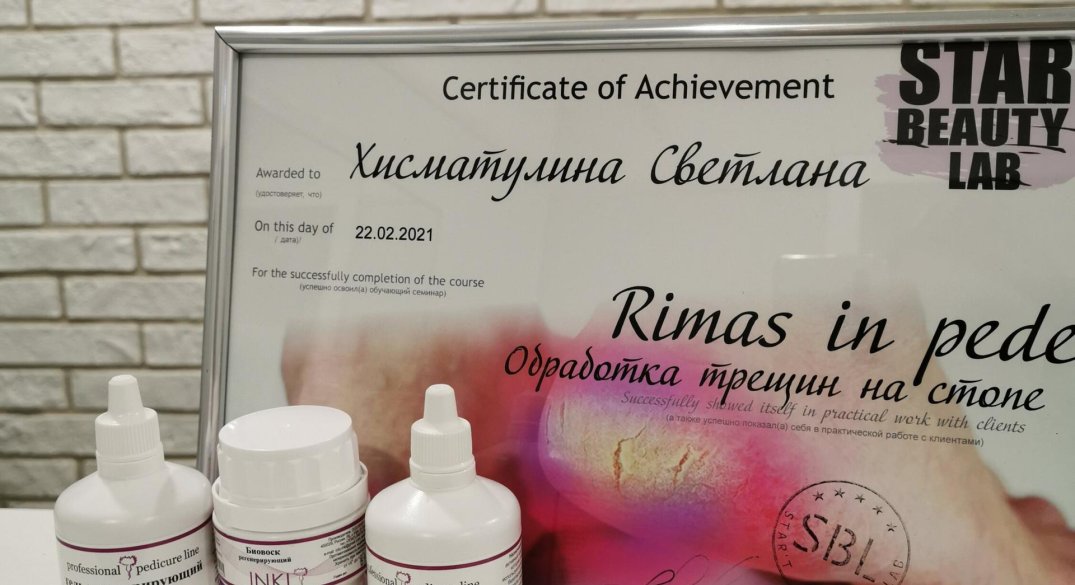 Certificate of Achievement
STAR
BEAUTY
LAB
Awarded to
(удостоверяет, что)
Хисматулина Светлана
On this day of
/ дата)/
22.02.2021
For the successfully completion of the course
(успешно освоил(а) обучающий семинар)
Rimas in pede
Обработка трещин на стопе
Successfully showed itself in practical work with clients
(а также успешно показал(а) себя в практической работе с клиентами)
SBL
professional pedicure line
Биовоск
регенерирующий
INKI
professional pedicure line